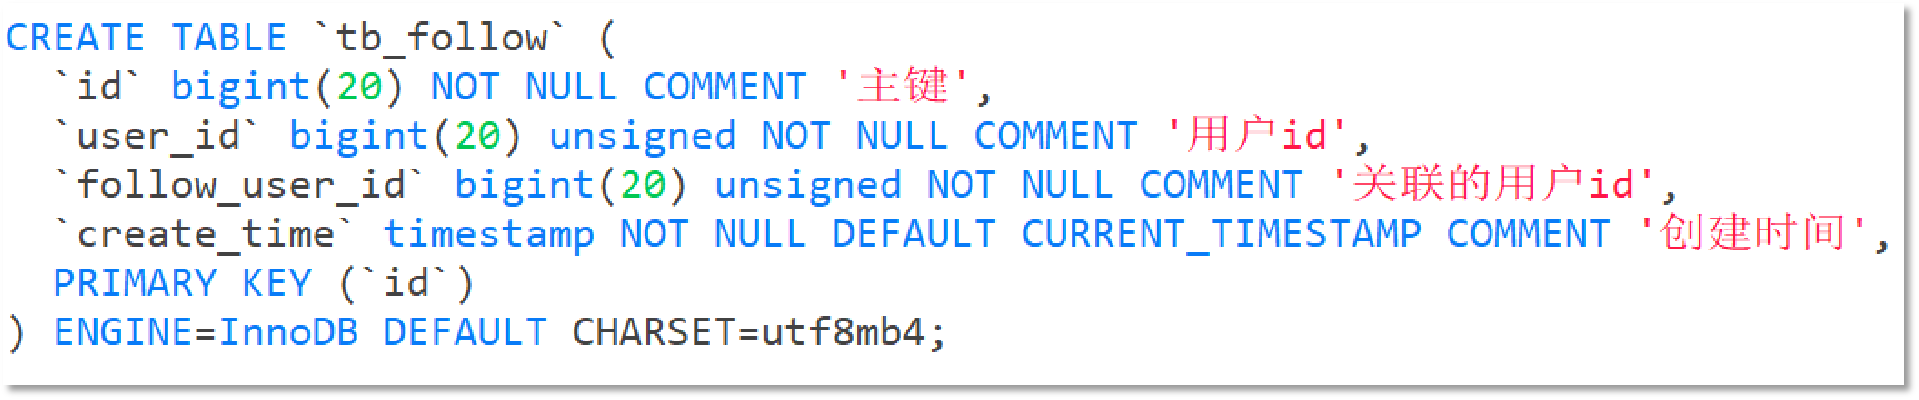 CREATE TABLE `tb_follow` (
  `id` bigint(20) NOT NULL COMMENT '主键',
  `user_id` bigint(20) unsigned NOT NULL COMMENT '用户id',
  `follow_user_id` bigint(20) unsigned NOT NULL COMMENT '关联的用户id',
  `create_time` timestamp NOT NULL DEFAULT CURRENT_TIMESTAMP COMMENT '创建时间',
  PRIMARY KEY (`id`)
) ENGINE=InnoDB DEFAULT CHARSET=utf8mb4;